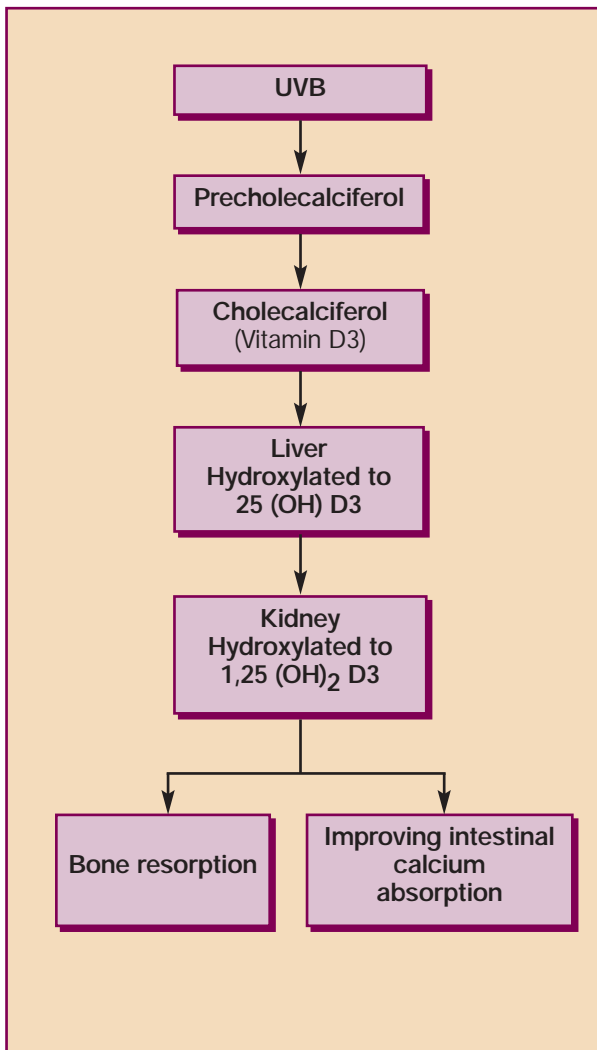 UVB
Precholecalciferol
Cholecalciferol
(Vitamin D3)
Liver
Hydroxylated to
25 (OH) D3
Kidney
Hydroxylated to
1,25 (OH)2 D3
Bone resorption
Improving intestinal
calcium
absorption